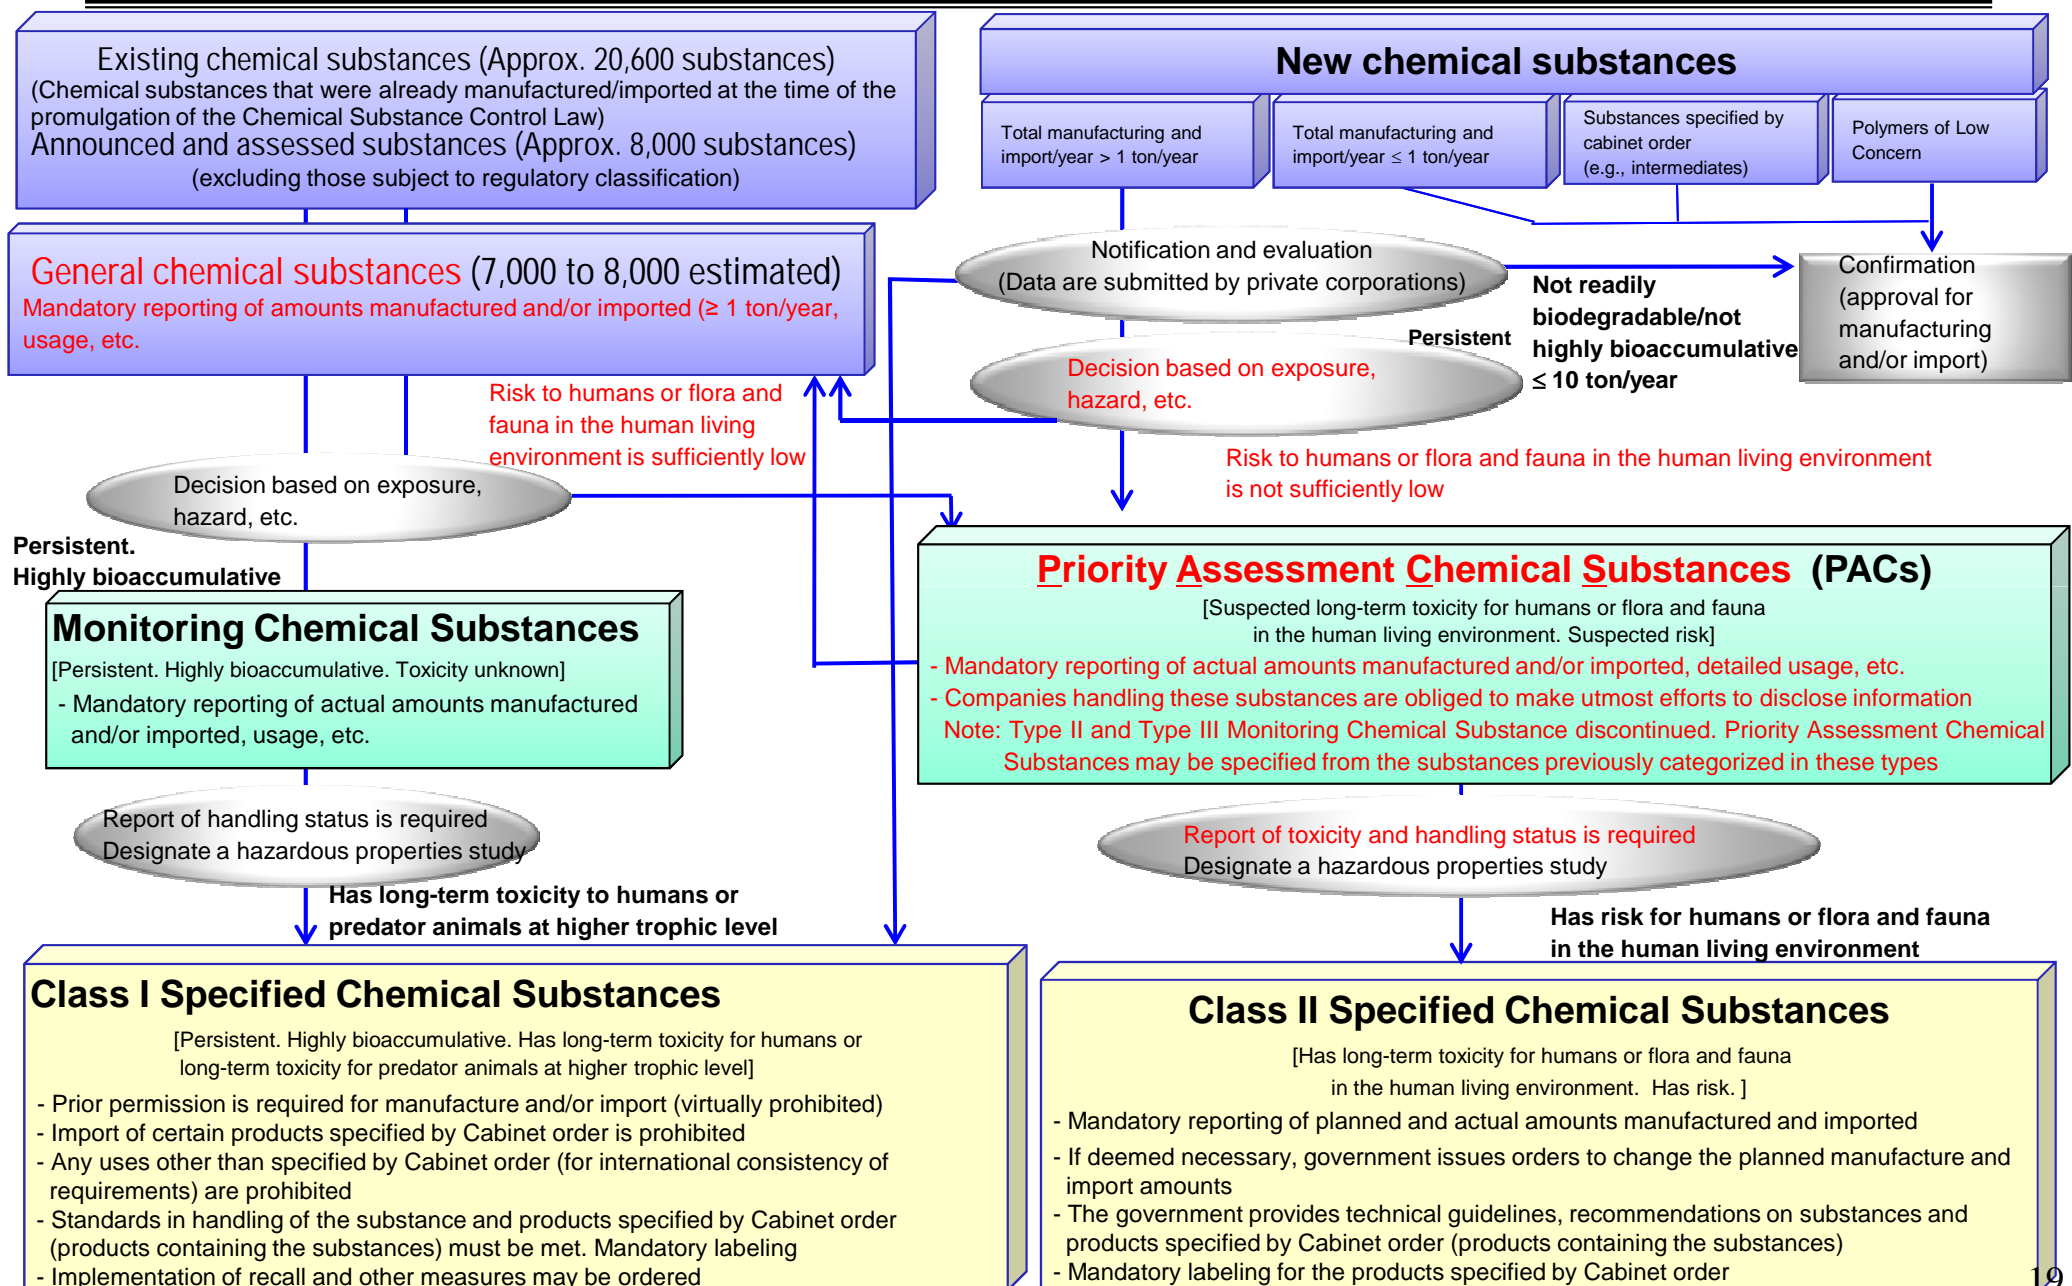 Existing chemical substances (Approx. 20,600 substances)
(Chemical substances that were already manufactured/imported at the time of the
promulgation of the Chemical Substance Control Law)
Announced and assessed substances (Approx. 8,000 substances)
(excluding those subject to regulatory classification)
New chemical substances
Total manufacturing and
import/year > 1 ton/year
Total manufacturing and
import/year ≤ 1 ton/year
Substances specified by
cabinet order
(e.g., intermediates)
Polymers of Low
Concern
General chemical substances (7,000 to 8,000 estimated)
Mandatory reporting of amounts manufactured and/or imported (≥ 1 ton/year,
usage, etc.
Notification and evaluation
(Data are submitted by private corporations)
Not readily
biodegradable/not
highly bioaccumulative
≤ 10 ton/year
Confirmation
(approval for
manufacturing
and/or import)
Persistent
Decision based on exposure,
hazard, etc.
Risk to humans or flora and
fauna in the human living
environment is sufficiently low
Risk to humans or flora and fauna in the human living environment
is not sufficiently low
Decision based on exposure,
hazard, etc.
Persistent.
Highly bioaccumulative
Monitoring Chemical Substances
[Persistent. Highly bioaccumulative. Toxicity unknown]
- Mandatory reporting of actual amounts manufactured
and/or imported, usage, etc.
Priority Assessment Chemical Substances (PACs)
[Suspected long-term toxicity for humans or flora and fauna
in the human living environment. Suspected risk]
- Mandatory reporting of actual amounts manufactured and/or imported, detailed usage, etc.
- Companies handling these substances are obliged to make utmost efforts to disclose information
Note: Type II and Type III Monitoring Chemical Substance discontinued. Priority Assessment Chemical
Substances may be specified from the substances previously categorized in these types
Report of handling status is required
Designate a hazardous properties study
Has long-term toxicity to humans or
predator animals at higher trophic level
Report of toxicity and handling status is required
Designate a hazardous properties study
Has risk for humans or flora and fauna
in the human living environment
Class I Specified Chemical Substances
[Persistent. Highly bioaccumulative. Has long-term toxicity for humans or
long-term toxicity for predator animals at higher trophic level]
- Prior permission is required for manufacture and/or import (virtually prohibited)
- Import of certain products specified by Cabinet order is prohibited
- Any uses other than specified by Cabinet order (for international consistency of
requirements) are prohibited
- Standards in handling of the substance and products specified by Cabinet order
(products containing the substances) must be met. Mandatory labeling
- Implementation of recall and other measures may be ordered
Class II Specified Chemical Substances
[Has long-term toxicity for humans or flora and fauna
in the human living environment. Has risk. ]
- Mandatory reporting of planned and actual amounts manufactured and imported
- If deemed necessary, government issues orders to change the planned manufacture and
import amounts
- The government provides technical guidelines, recommendations on substances and
products specified by Cabinet order (products containing the substances)
- Mandatory labeling for the products specified by Cabinet order
19